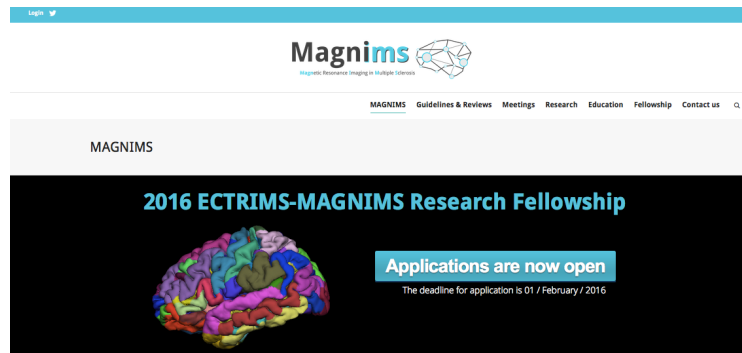 Login
Magnims
Magnetic Resonance Imaging in Multiple Sclerosis
MAGNIMS Guidelines & Reviews Meetings Research Education Fellowship Contact us
MAGNIMS
2016 ECTRIMS-MAGNIMS Research Fellowship
Applications are now open
The deadline for application is 01 / February / 2016